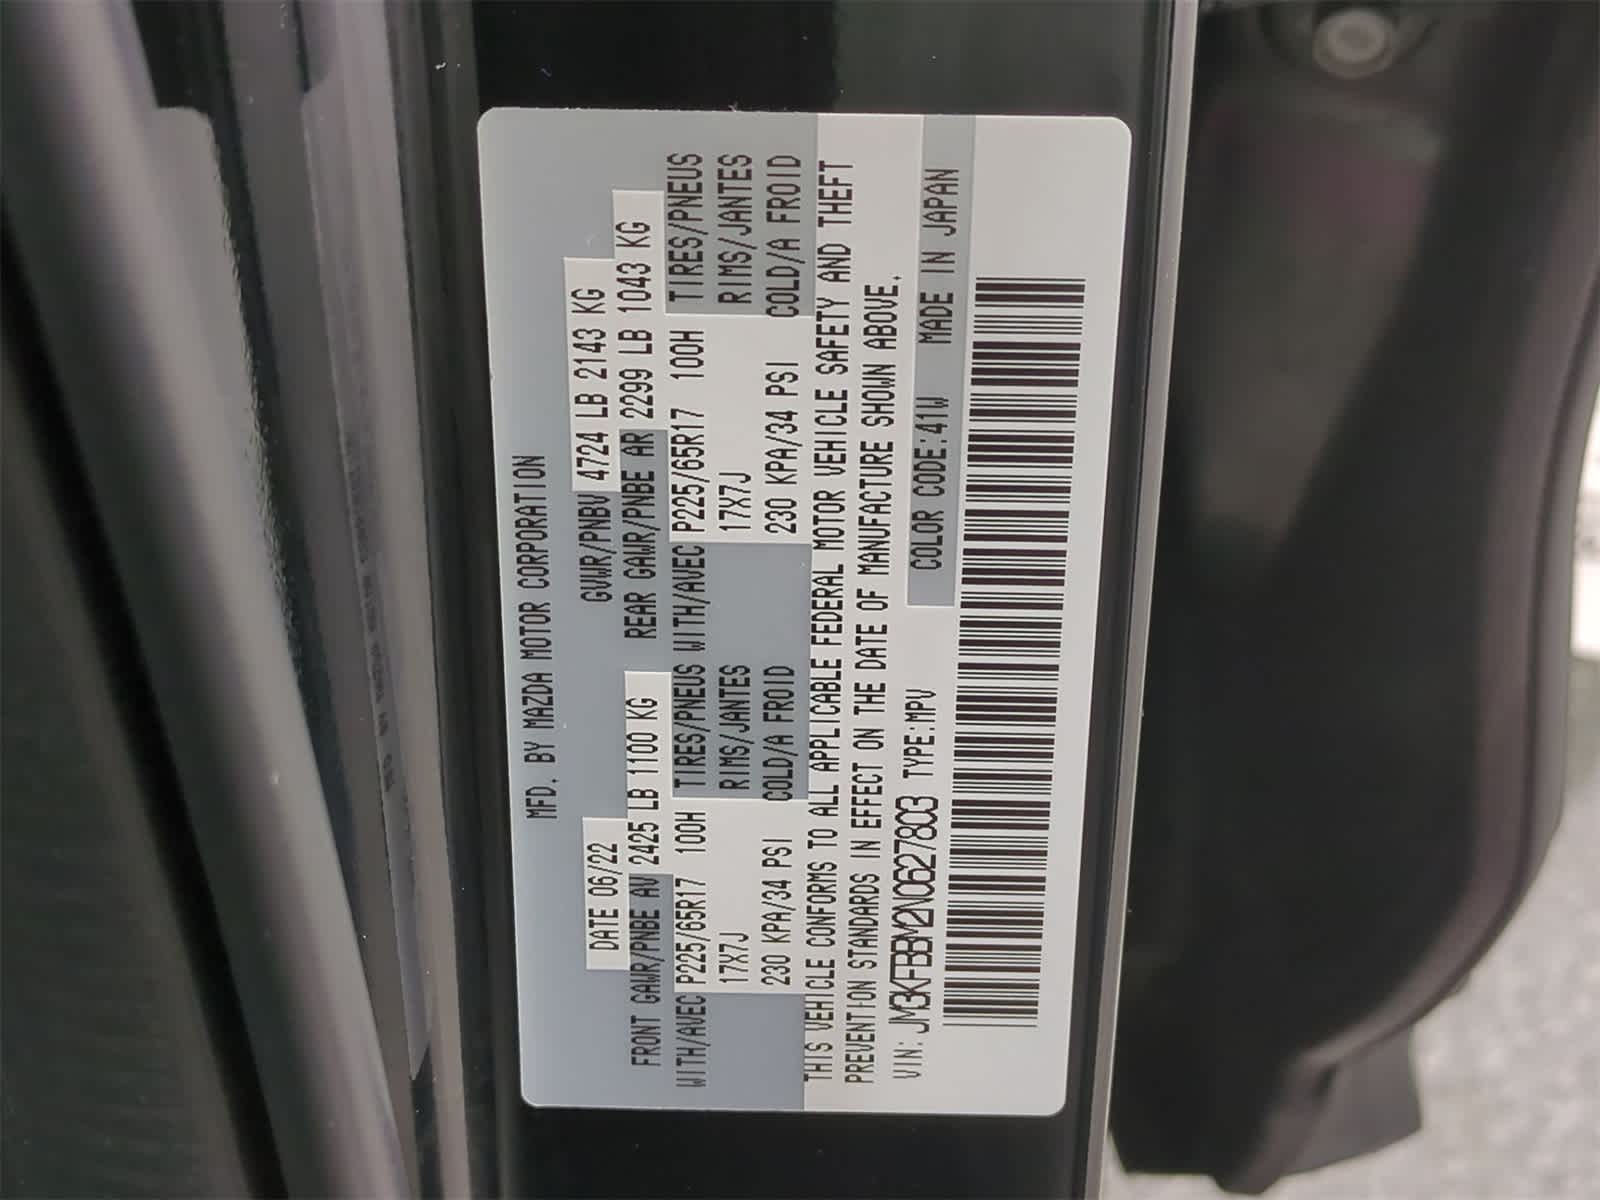 MFD. BY MAZDA MOTOR CORPORATION
DATE 06/22 GVWR/PNBV 4724 LB 2143 KG
FRONT GAWR/PNBE AV 2425 LB 1100 KG REAR GAWR/PNBE AR 2299 LB 1043 KG
WITH/AVEC P225/65R17 100H TIRES/PNEUS WITH/AVEC P225/65R17 100H TIRES/PNEUS
17X7J RIMS/JANTES 17X7J RIMS/JANTES
230 KPA/34 PSI COLD/A FROID 230 KPA/34 PSI COLD/A FROID
THIS VEHICLE CONFORMS TO ALL APPLICABLE FEDERAL MOTOR VEHICLE SAFETY AND THEFT
PREVENTION STANDARDS IN EFFECT ON THE DATE OF MANUFACTURE SHOWN ABOVE.
VIN: JM3KFBBM2N0627803 TYPE:MPV COLOR CODE:41W MADE IN JAPAN